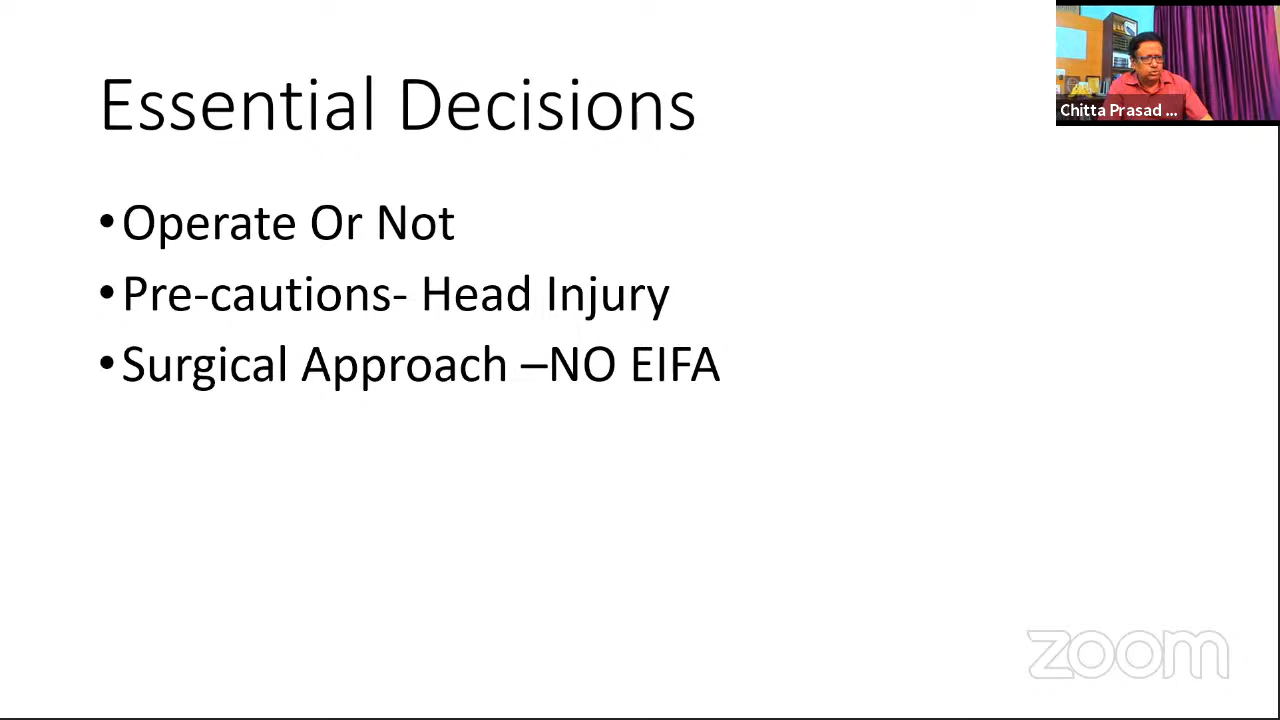 Essential Decisions
Chitta Prasad ...
•Operate Or Not
•Pre-cautions- Head Injury
•Surgical Approach –NO EIFA
zoom